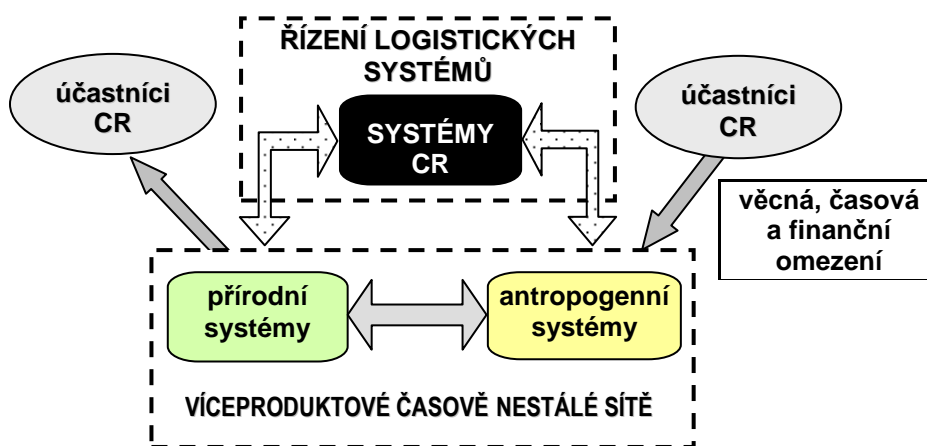 ŘÍZENÍ LOGISTICKÝCH
SYSTÉMŮ
účastníci
CR
SYSTÉMY
CR
účastníci
CR
věcná, časová
a finanční
omezení
přírodní
systémy
antropogenní
systémy
VÍCEPRODUKTOVÉ ČASOVĚ NESTÁLÉ SÍTĚ